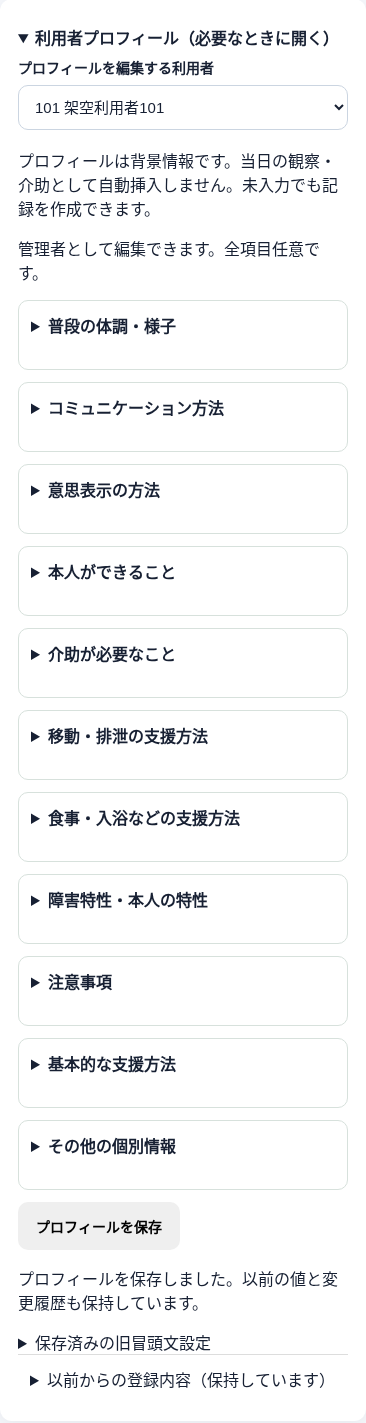 ▼ 利用者プロフィール（必要なときに開く）
プロフィールを編集する利用者
101 架空利用者101
プロフィールは背景情報です。当日の観察・
介助として自動挿入しません。未入力でも記
録を作成できます。
管理者として編集できます。全項目任意で
す。
▶ 普段の体調・様子
▶ コミュニケーション方法
▶ 意思表示の方法
▶ 本人ができること
▶ 介助が必要なこと
▶ 移動・排泄の支援方法
▶ 食事・入浴などの支援方法
▶ 障害特性・本人の特性
▶ 注意事項
▶ 基本的な支援方法
▶ その他の個別情報
プロフィールを保存
プロフィールを保存しました。以前の値と変
更履歴も保持しています。
▶ 保存済みの旧冒頭文設定
▶ 以前からの登録内容（保持しています）